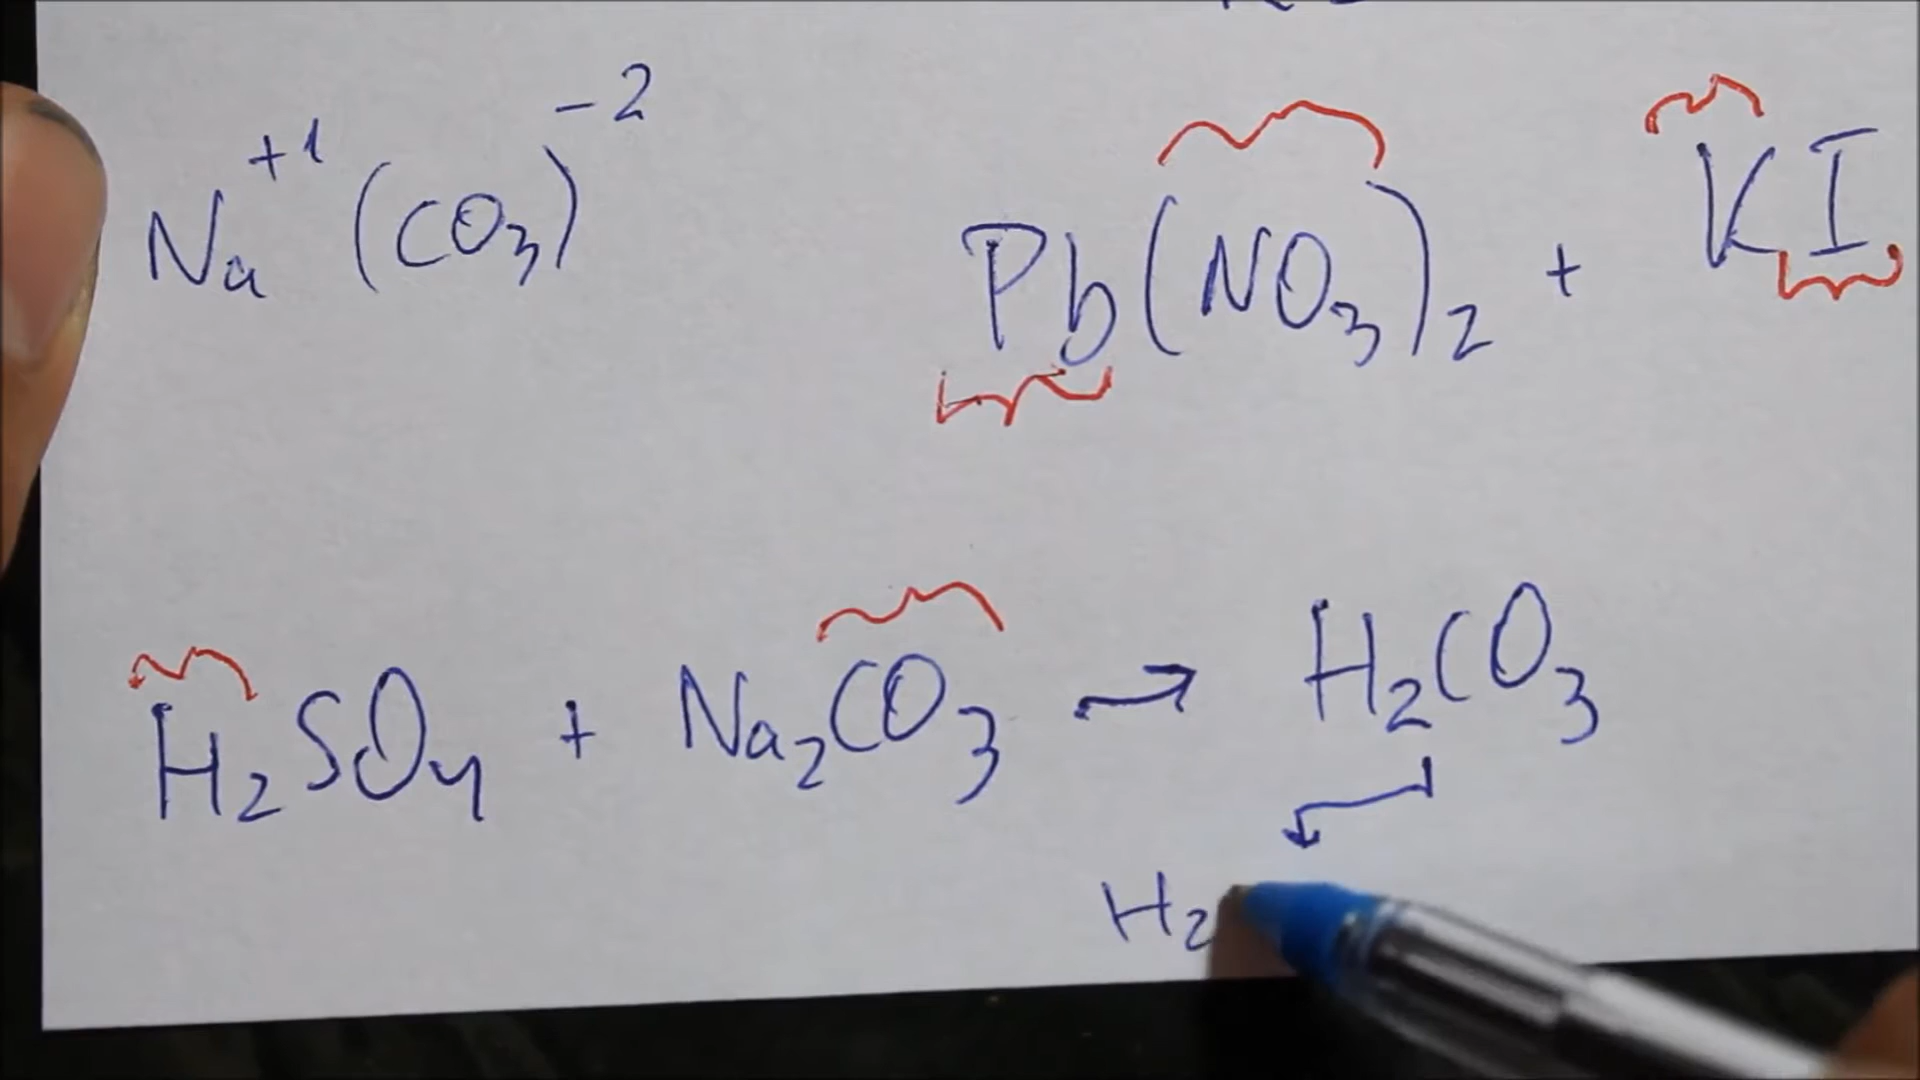 Na⁺¹(CO₃)⁻²
Pb(NO₃)₂ + KI
H₂SO₄ + Na₂CO₃ → H₂CO₃
H₂